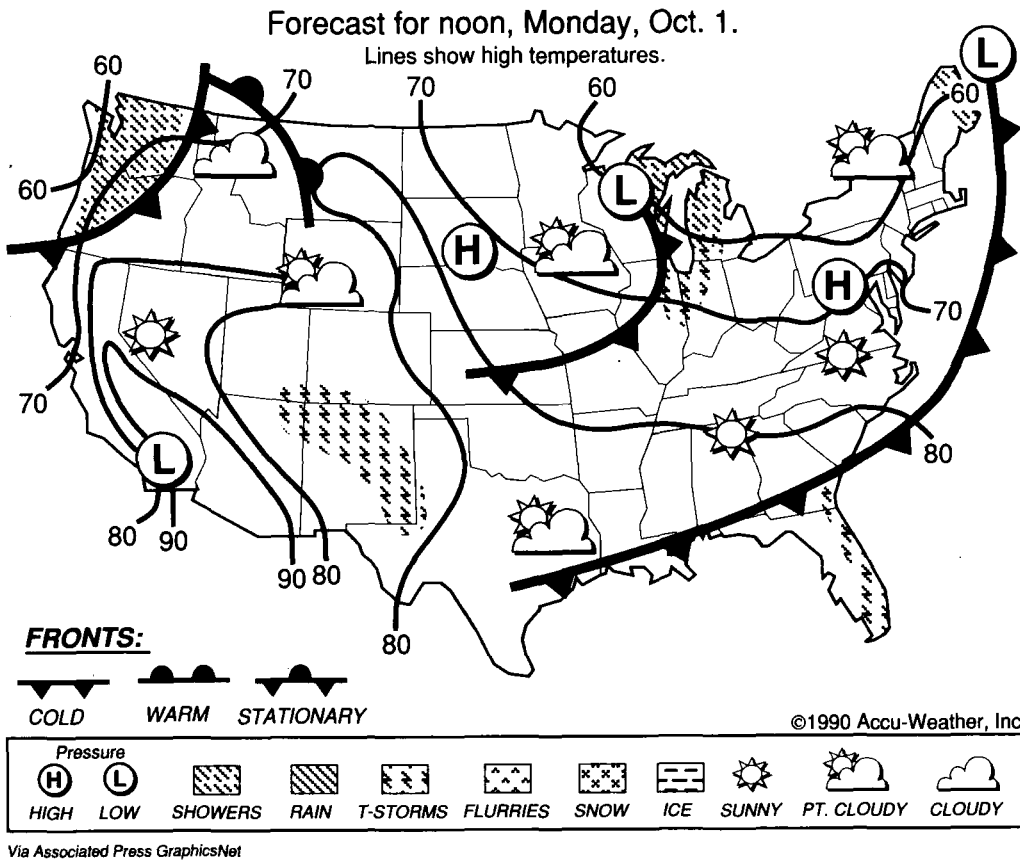 Forecast for noon, Monday, Oct. 1.
Lines show high temperatures.
60
70
70
60
L
60
60
L
H
H
70
70
L
80
80
90
90
80
80
FRONTS:
COLD
WARM
STATIONARY
©1990 Accu-Weather, Inc
Pressure
H
L
HIGH
LOW
SHOWERS
RAIN
T-STORMS
FLURRIES
SNOW
ICE
SUNNY
PT. CLOUDY
CLOUDY
Via Associated Press GraphicsNet